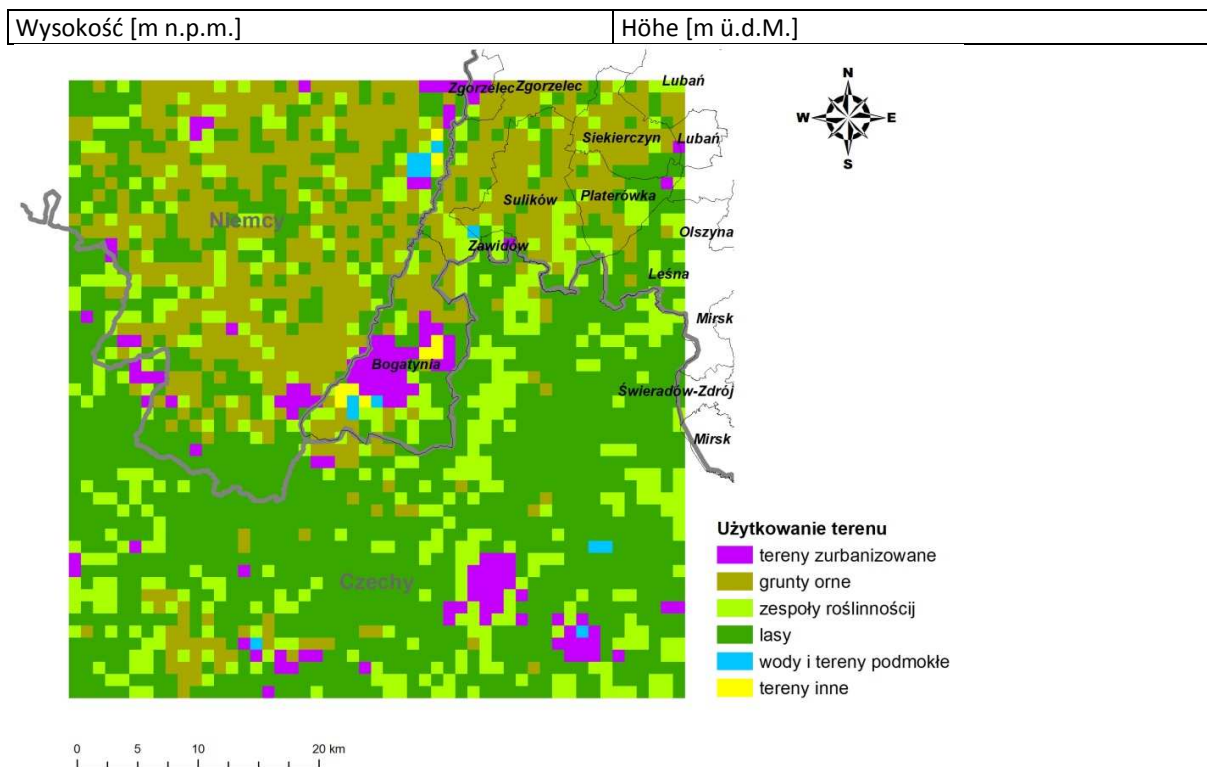 Wysokość [m n.p.m.] Höhe [m ü.d.M.]
Zgorzelec Zgorzelec Lubań
N
W E
S
Siekierczyn Lubań
Sulików Platerówka
Niemcy
Zawidów Olszyna
Leśna
Mirsk
Bogatynia
Świeradów-Zdrój
Mirsk
Czechy
Użytkowanie terenu
tereny zurbanizowane
grunty orne
zespoły roślinnościj
lasy
wody i tereny podmokłe
tereny inne
0 5 10 20 km